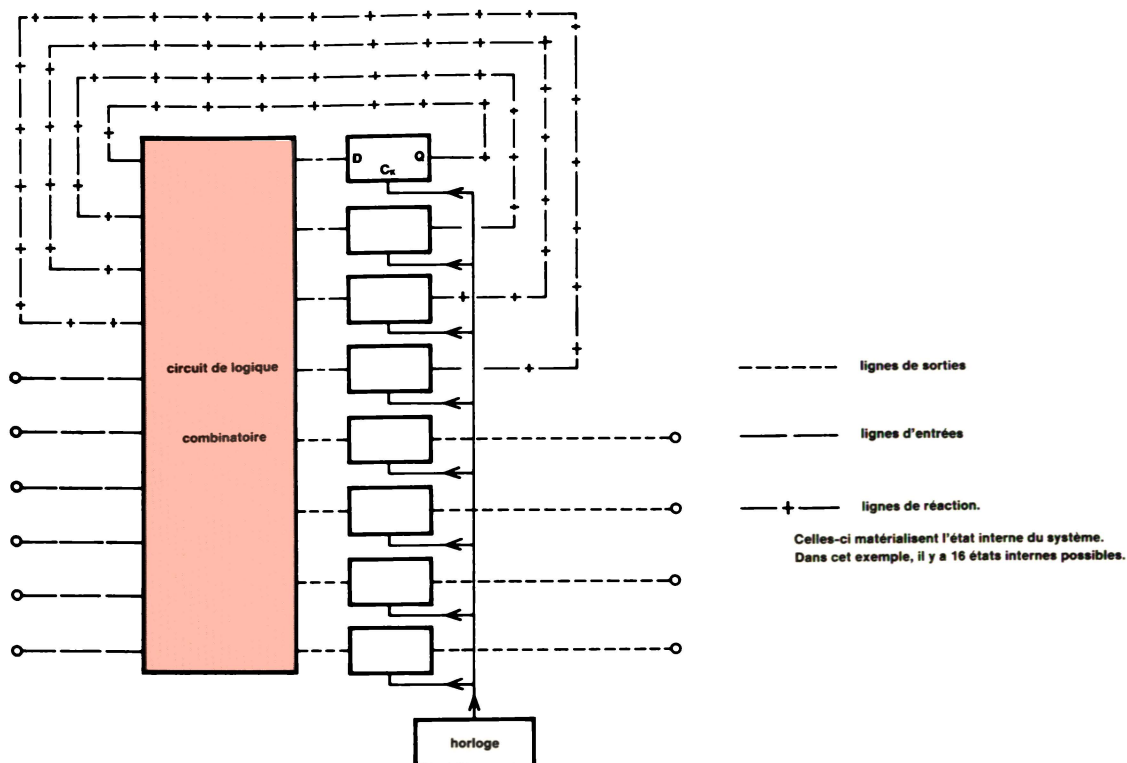 D Q
CK
circuit de logique
combinatoire
horloge
lignes de sorties
lignes d'entrées
lignes de réaction.
Celles-ci matérialisent l'état interne du système.
Dans cet exemple, il y a 16 états internes possibles.